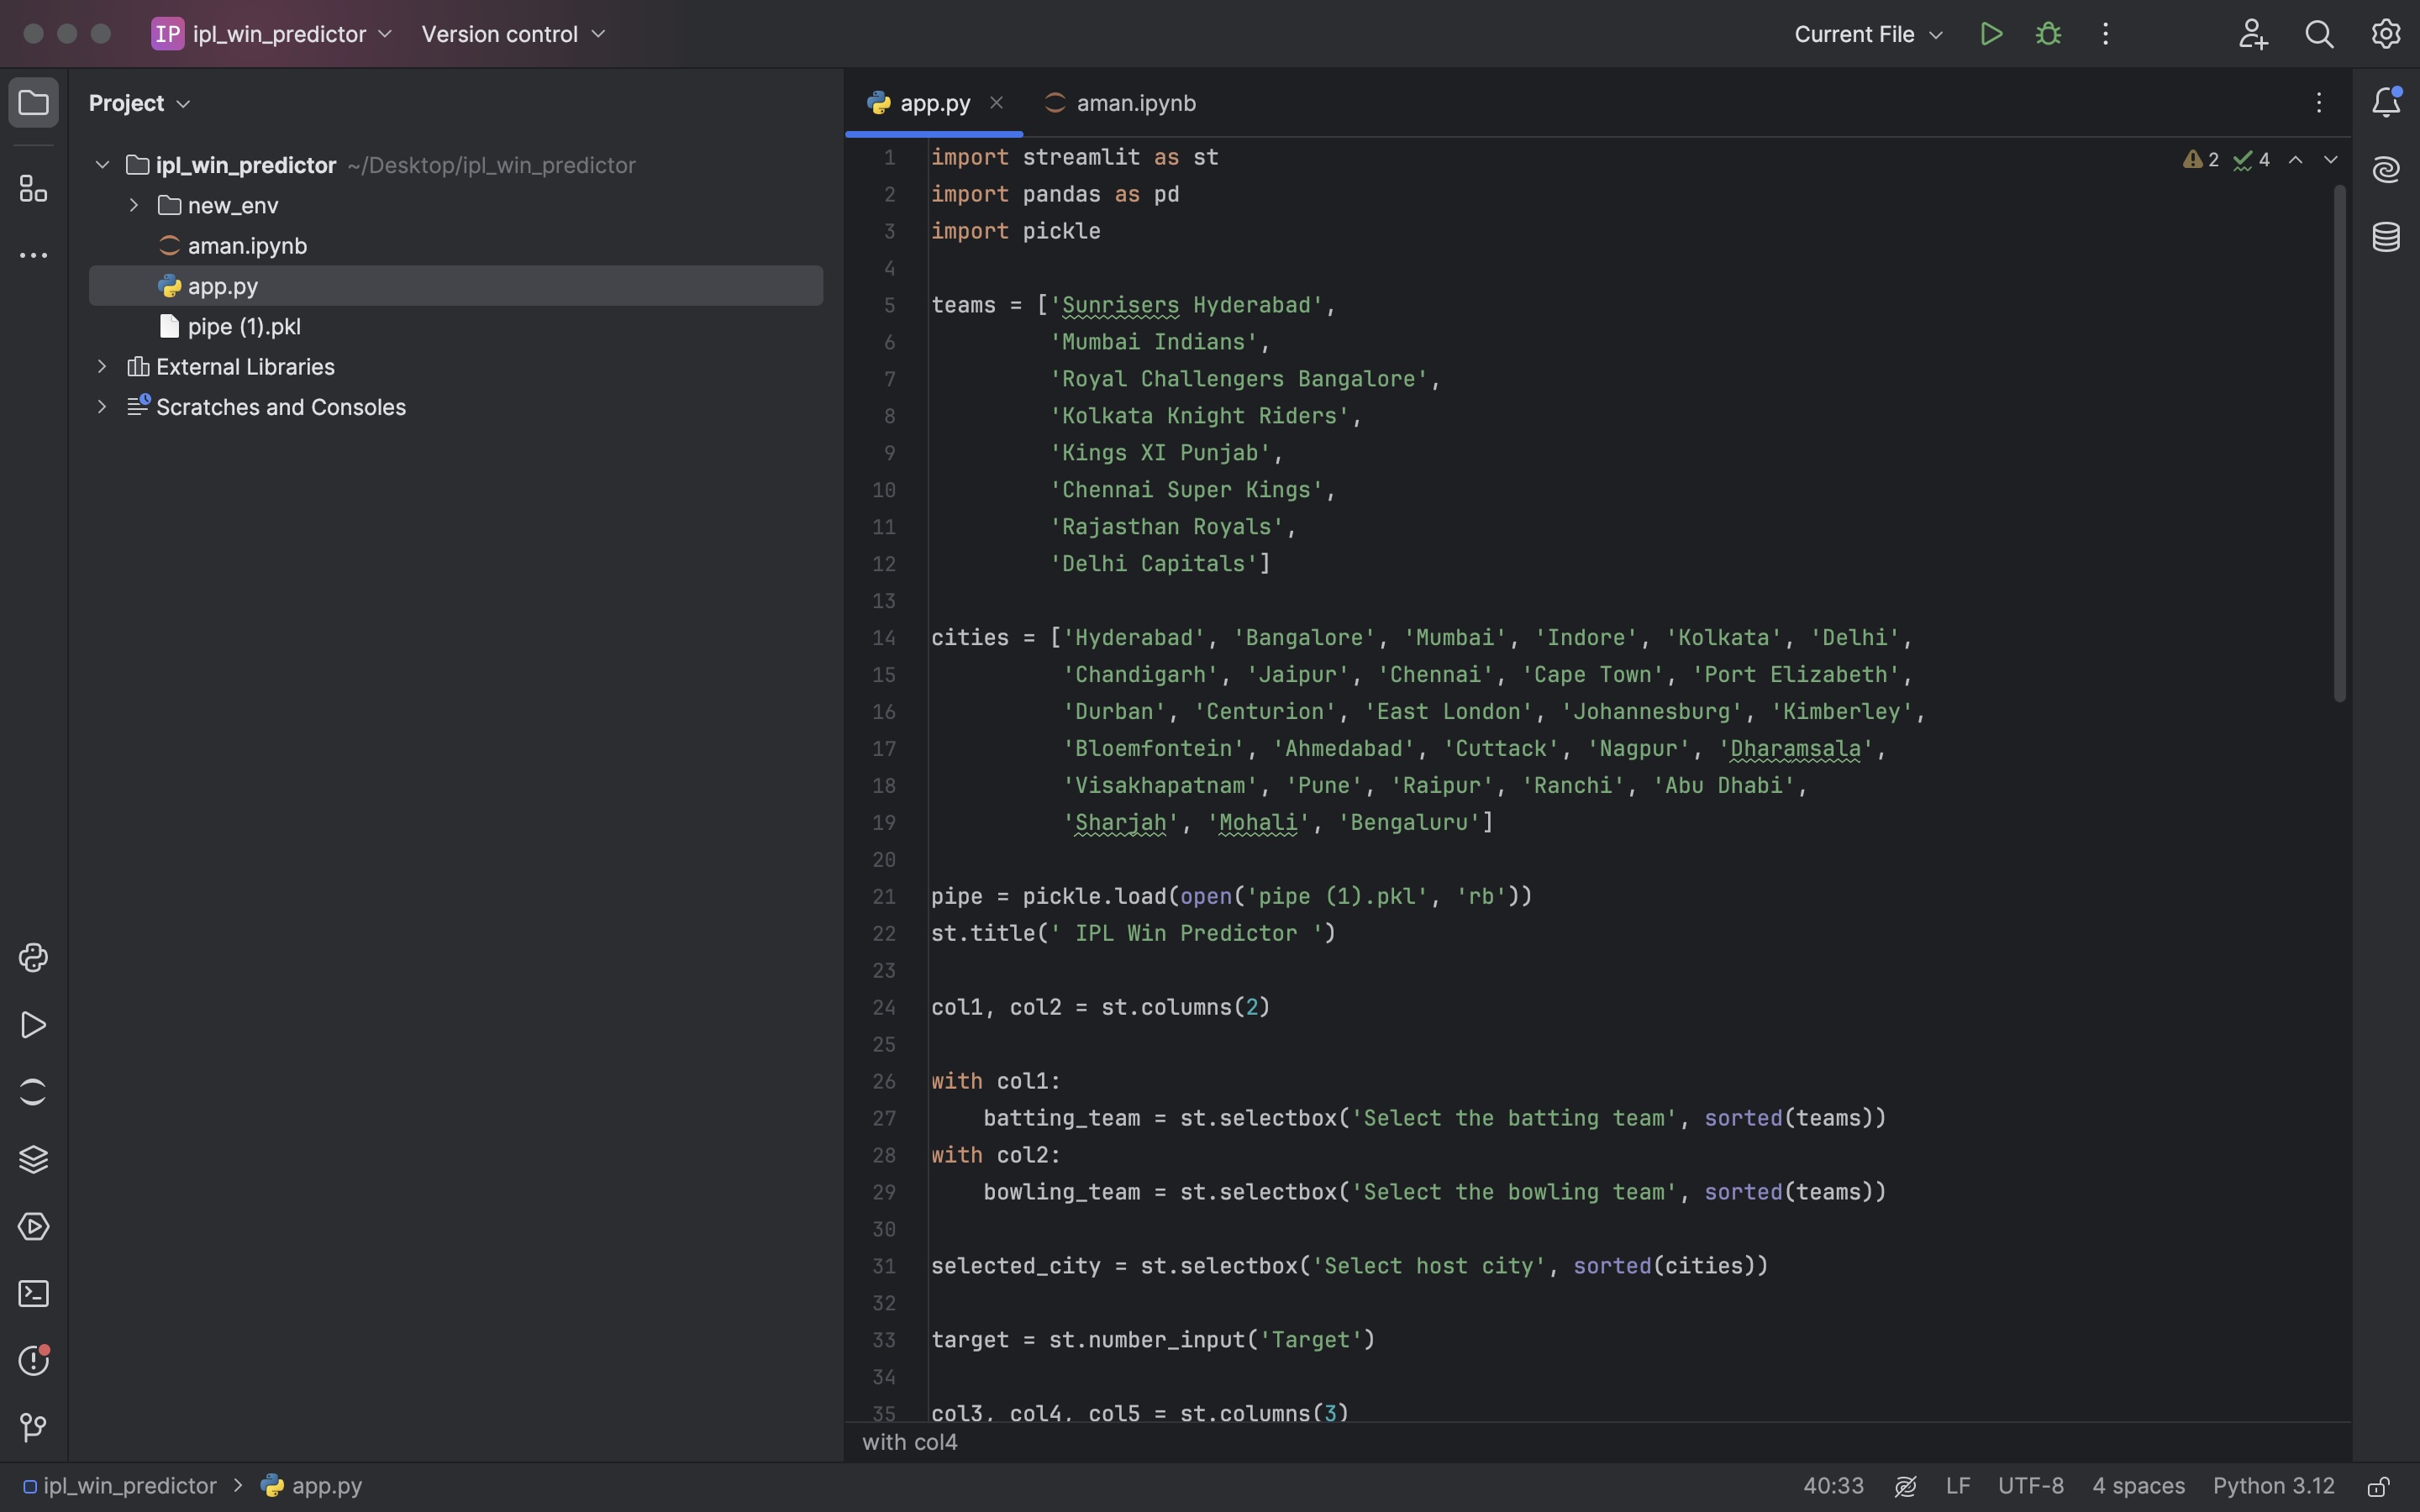 IP ipl_win_predictor Version control Current File
Project
ipl_win_predictor ~/Desktop/ipl_win_predictor
new_env
aman.ipynb
app.py
pipe (1).pkl
External Libraries
Scratches and Consoles
app.py aman.ipynb
2 4
1 import streamlit as st
2 import pandas as pd
3 import pickle
4
5 teams = ['Sunrisers Hyderabad',
6 'Mumbai Indians',
7 'Royal Challengers Bangalore',
8 'Kolkata Knight Riders',
9 'Kings XI Punjab',
10 'Chennai Super Kings',
11 'Rajasthan Royals',
12 'Delhi Capitals']
13
14 cities = ['Hyderabad', 'Bangalore', 'Mumbai', 'Indore', 'Kolkata', 'Delhi',
15 'Chandigarh', 'Jaipur', 'Chennai', 'Cape Town', 'Port Elizabeth',
16 'Durban', 'Centurion', 'East London', 'Johannesburg', 'Kimberley',
17 'Bloemfontein', 'Ahmedabad', 'Cuttack', 'Nagpur', 'Dharamsala',
18 'Visakhapatnam', 'Pune', 'Raipur', 'Ranchi', 'Abu Dhabi',
19 'Sharjah', 'Mohali', 'Bengaluru']
20
21 pipe = pickle.load(open('pipe (1).pkl', 'rb'))
22 st.title(' IPL Win Predictor ')
23
24 col1, col2 = st.columns(2)
25
26 with col1:
27 batting_team = st.selectbox('Select the batting team', sorted(teams))
28 with col2:
29 bowling_team = st.selectbox('Select the bowling team', sorted(teams))
30
31 selected_city = st.selectbox('Select host city', sorted(cities))
32
33 target = st.number_input('Target')
34
35 col3, col4, col5 = st.columns(3)
with col4
ipl_win_predictor app.py 40:33 LF UTF-8 4 spaces Python 3.12